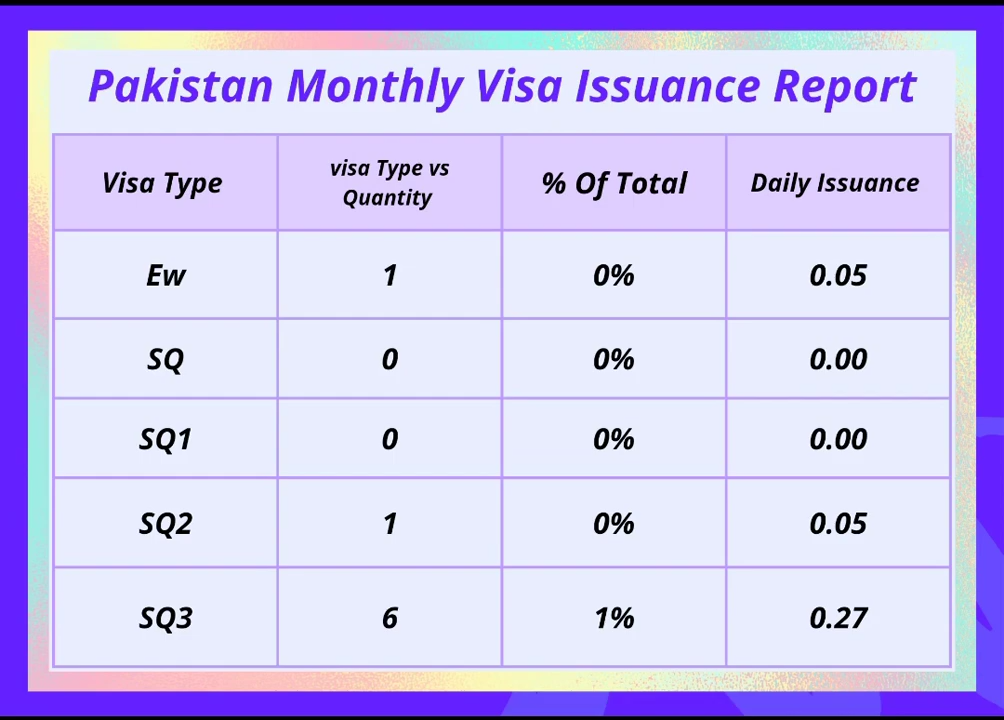 Pakistan Monthly Visa Issuance Report
Visa Type visa Type vs Quantity % Of Total Daily Issuance
Ew 1 0% 0.05
SQ 0 0% 0.00
SQ1 0 0% 0.00
SQ2 1 0% 0.05
SQ3 6 1% 0.27